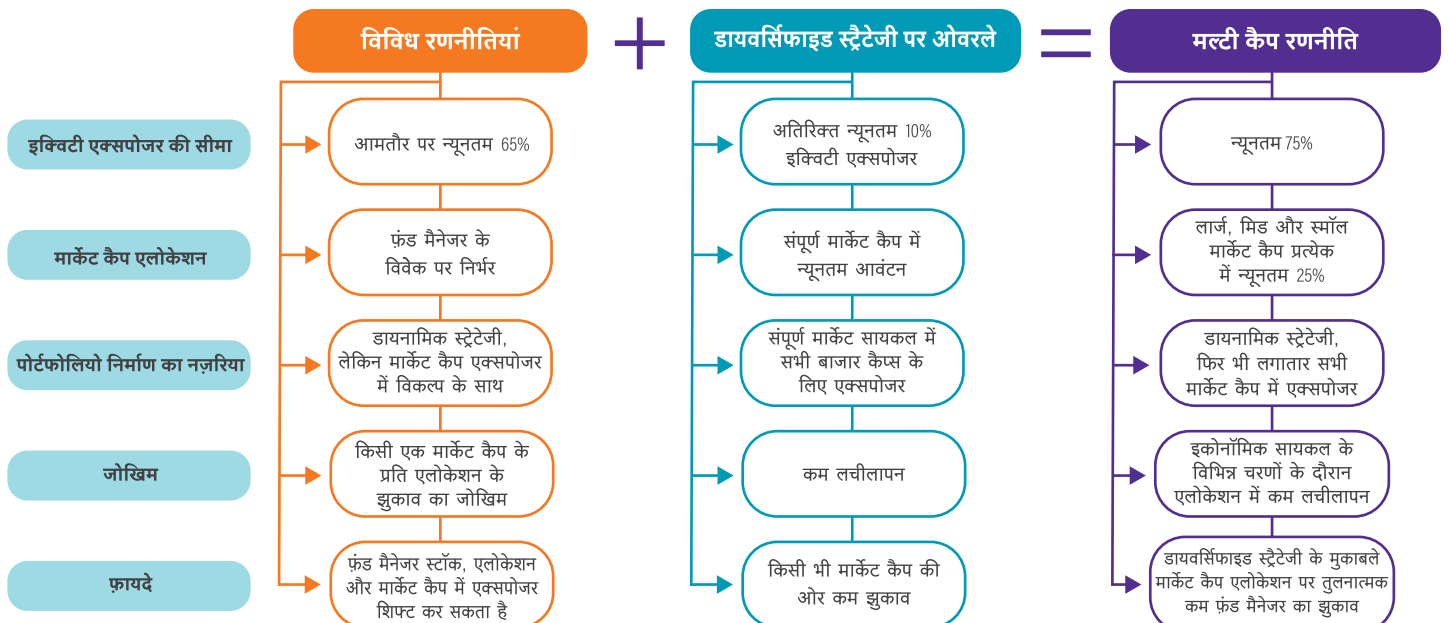 विविध रणनीतियां
डायवर्सिफाइड स्ट्रैटेजी पर ओवरले
मल्टी कैप रणनीति
इक्विटी एक्सपोजर की सीमा
आमतौर पर न्यूनतम 65%
अतिरिक्त न्यूनतम 10%
इक्विटी एक्सपोजर
न्यूनतम 75%
मार्केट कैप एलोकेशन
फ़ंड मैनेजर के
विवेक पर निर्भर
संपूर्ण मार्केट कैप में
न्यूनतम आवंटन
लार्ज, मिड और स्मॉल
मार्केट कैप प्रत्येक
में न्यूनतम 25%
पोर्टफोलियो निर्माण का नज़रिया
डायनामिक स्ट्रेटेजी,
लेकिन मार्केट कैप एक्सपोजर
में विकल्प के साथ
संपूर्ण मार्केट सायकल में
सभी बाजार कैप्स के
लिए एक्सपोजर
डायनामिक स्ट्रेटेजी,
फिर भी लगातार सभी
मार्केट कैप में एक्सपोजर
जोखिम
किसी एक मार्केट कैप के
प्रति एलोकेशन के
झुकाव का जोखिम
कम लचीलापन
इकोनॉमिक सायकल के
विभिन्न चरणों के दौरान
एलोकेशन में कम लचीलापन
फ़ायदे
फ़ंड मैनेजर स्टॉक, एलोकेशन
और मार्केट कैप में एक्सपोजर
शिफ्ट कर सकता है
किसी भी मार्केट कैप की
ओर कम झुकाव
डायवर्सिफाइड स्ट्रैटेजी के मुकाबले
मार्केट कैप एलोकेशन पर तुलनात्मक
कम फ़ंड मैनेजर का झुकाव